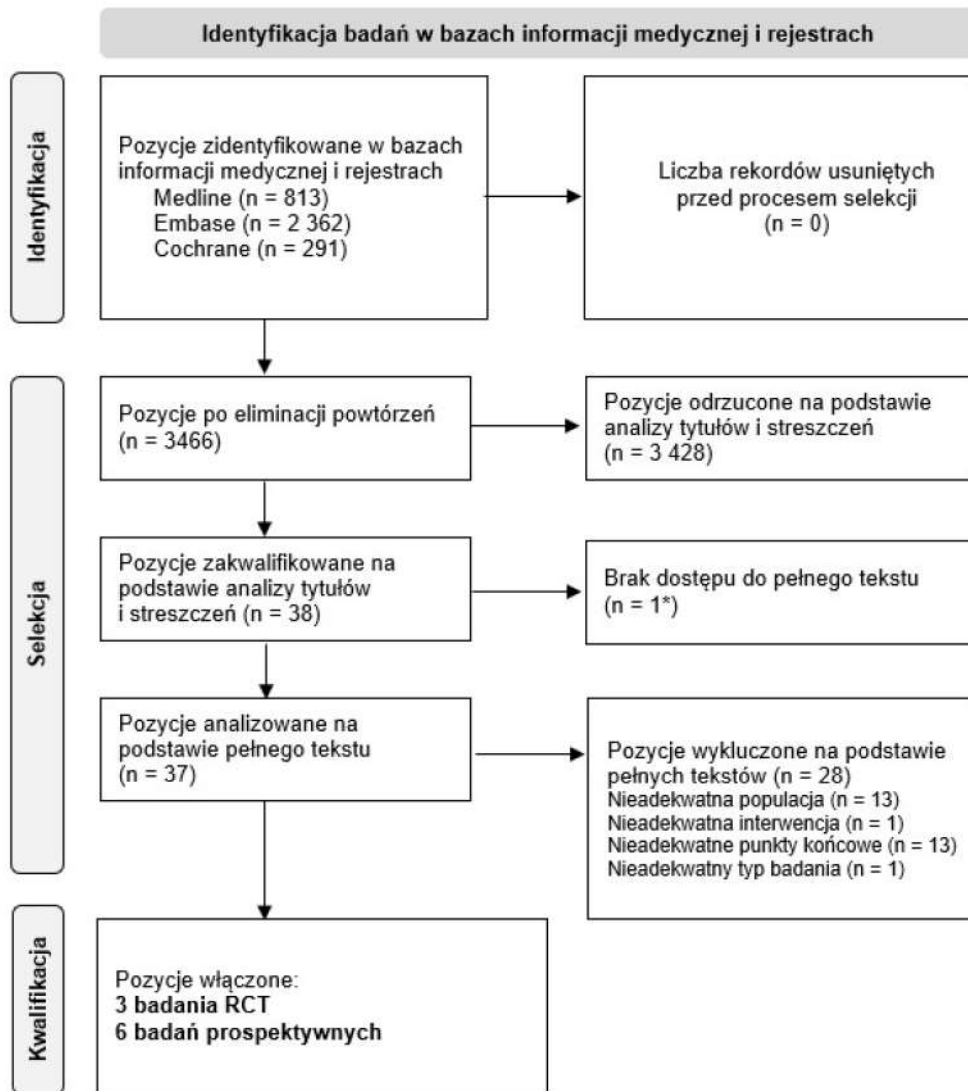 Identyfikacja badań w bazach informacji medycznej i rejestrach
Identyfikacja
Pozycje zidentyfikowane w bazach
informacji medycznej i rejestrach
Medline (n = 813)
Embase (n = 2 362)
Cochrane (n = 291)
Liczba rekordów usuniętych
przed procesem selekcji
(n = 0)
Selekcja
Pozycje po eliminacji powtórzeń
(n = 3466)
Pozycje odrzucone na podstawie
analizy tytułów i streszczeń
(n = 3 428)
Pozycje zakwalifikowane na
podstawie analizy tytułów
i streszczeń (n = 38)
Brak dostępu do pełnego tekstu
(n = 1*)
Pozycje analizowane na
podstawie pełnego tekstu
(n = 37)
Pozycje wykluczone na podstawie
pełnych tekstów (n = 28)
Nieadekwatna populacja (n = 13)
Nieadekwatna interwencja (n = 1)
Nieadekwatne punkty końcowe (n = 13)
Nieadekwatny typ badania (n = 1)
Kwalifikacja
Pozycje włączone:
3 badania RCT
6 badań prospektywnych